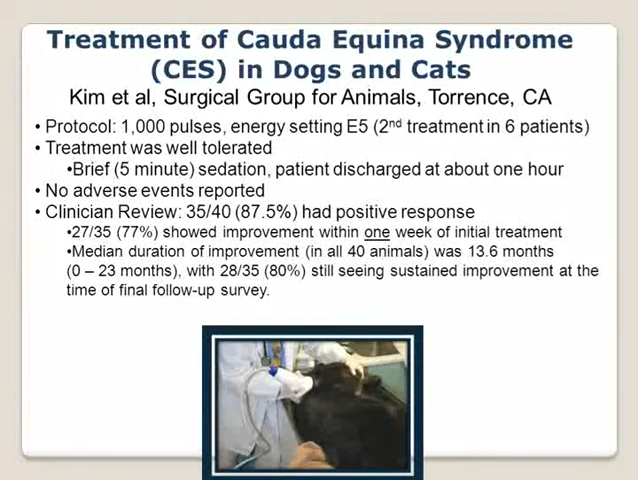 Treatment of Cauda Equina Syndrome
(CES) in Dogs and Cats
Kim et al, Surgical Group for Animals, Torrence, CA
• Protocol: 1,000 pulses, energy setting E5 (2nd treatment in 6 patients)
• Treatment was well tolerated
•Brief (5 minute) sedation, patient discharged at about one hour
• No adverse events reported
• Clinician Review: 35/40 (87.5%) had positive response
•27/35 (77%) showed improvement within one week of initial treatment
•Median duration of improvement (in all 40 animals) was 13.6 months
(0 – 23 months), with 28/35 (80%) still seeing sustained improvement at the
time of final follow-up survey.